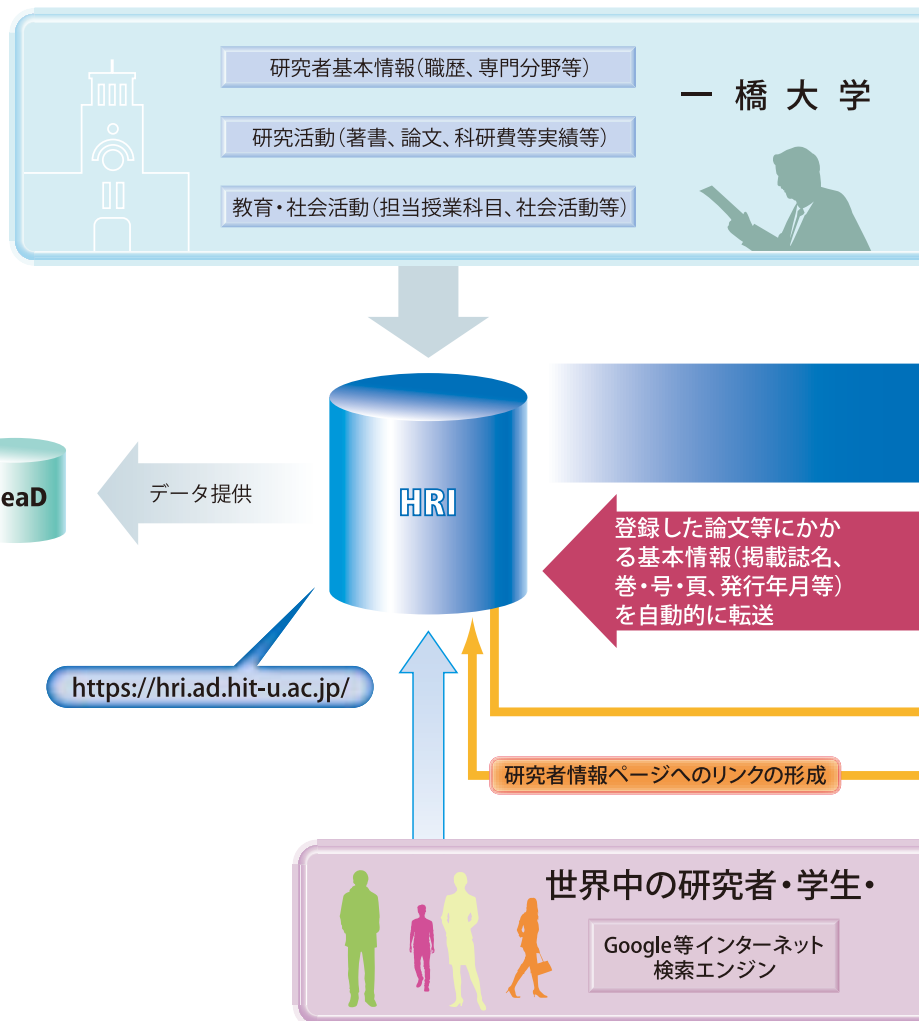 研究者基本情報（職歴、専門分野等）
一橋大学
研究活動（著書、論文、科研費等実績等）
教育・社会活動（担当授業科目、社会活動等）
eaD
データ提供
HRI
登録した論文等にかか
る基本情報（掲載誌名、
巻・号・頁、発行年月等）
を自動的に転送
https://hri.ad.hit-u.ac.jp/
研究者情報ページへのリンクの形成
世界中の研究者・学生・
Google等インターネット
検索エンジン